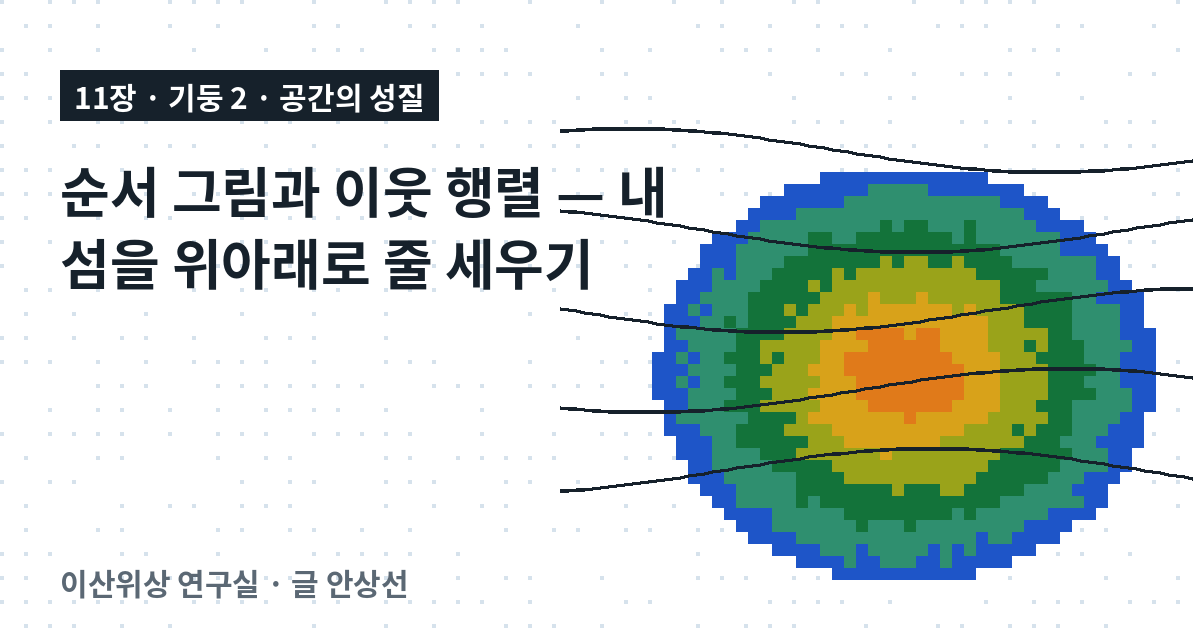 11장 · 기둥 2 · 공간의 성질
순서 그림과 이웃 행렬 — 내
섬을 위아래로 줄 세우기
이산위상 연구실 · 글 안상선